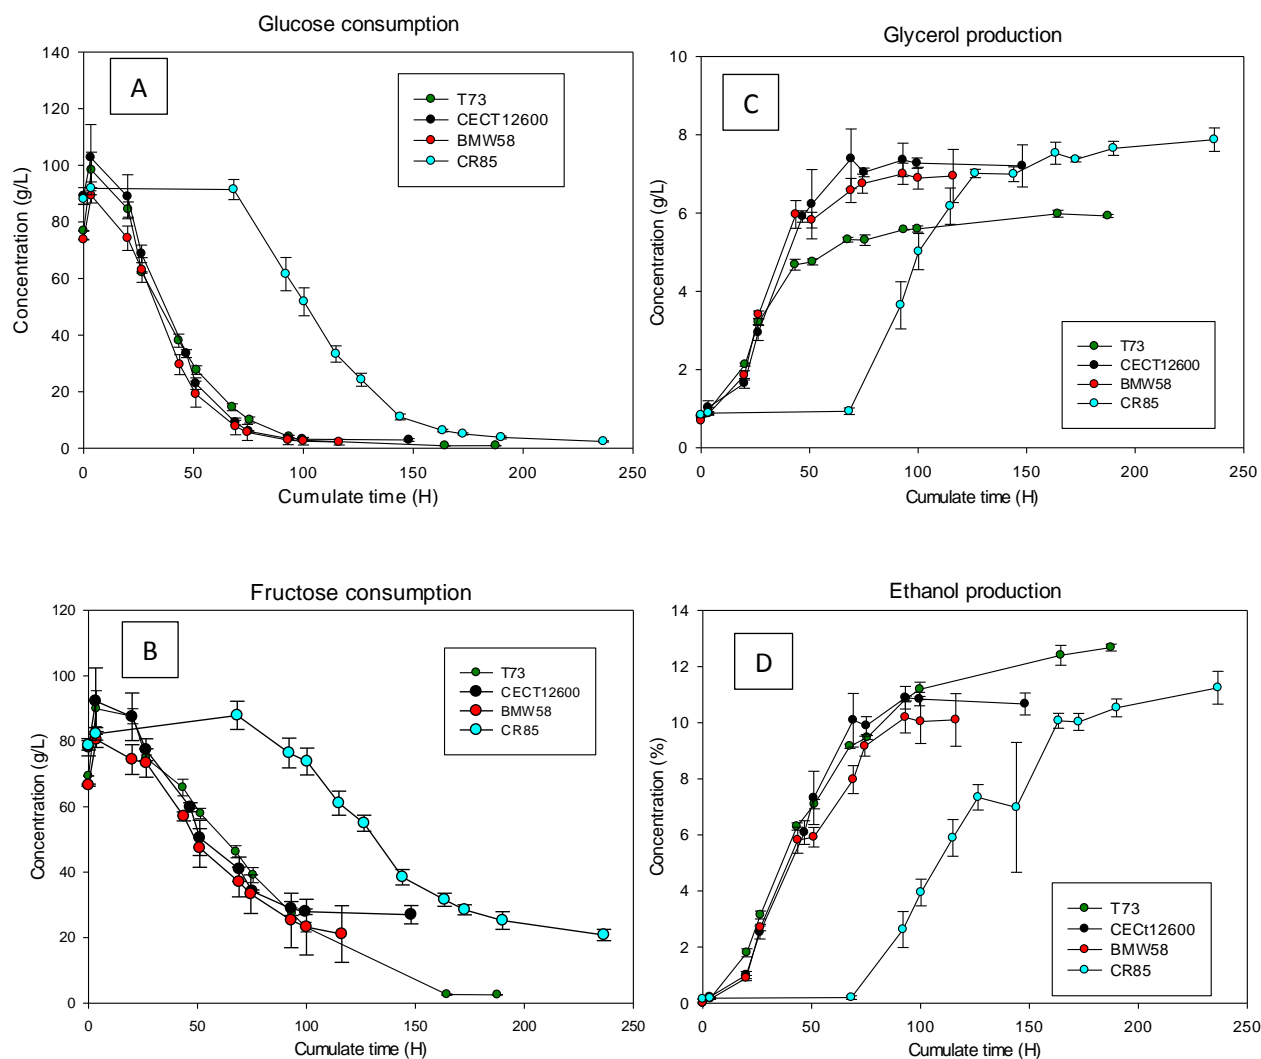 Glucose consumption
A
T73
CECT12600
BMW58
CR85
140
120
100
80
60
40
20
0
Concentration (g/L)
0 50 100 150 200 250
Cumulate time (H)
Glycerol production
C
10
8
6
4
2
0
Concentration (g/L)
T73
CECT12600
BMW58
CR85
0 50 100 150 200 250
Cumulate time (H)
Fructose consumption
B
T73
CECT12600
BMW58
CR85
120
100
80
60
40
20
0
Concentration (g/L)
0 50 100 150 200 250
Cumulate time (H)
Ethanol production
D
14
12
10
8
6
4
2
0
Concentration (%)
T73
CECt12600
BMW58
CR85
0 50 100 150 200 250
Cumulate time (H)